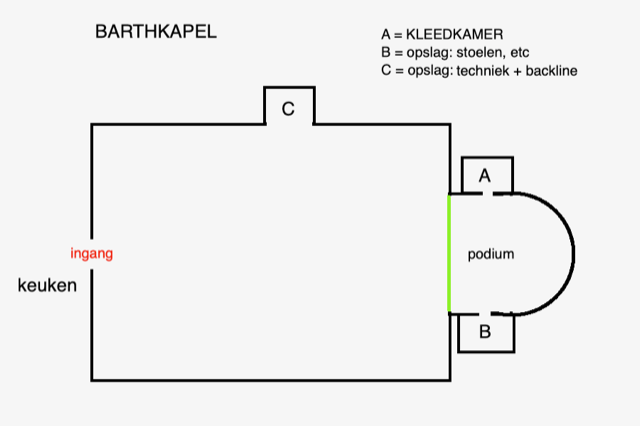 BARTHKAPEL
A = KLEEDKAMER
B = opslag: stoelen, etc
C = opslag: techniek + backline
C
A
ingang
podium
keuken
B